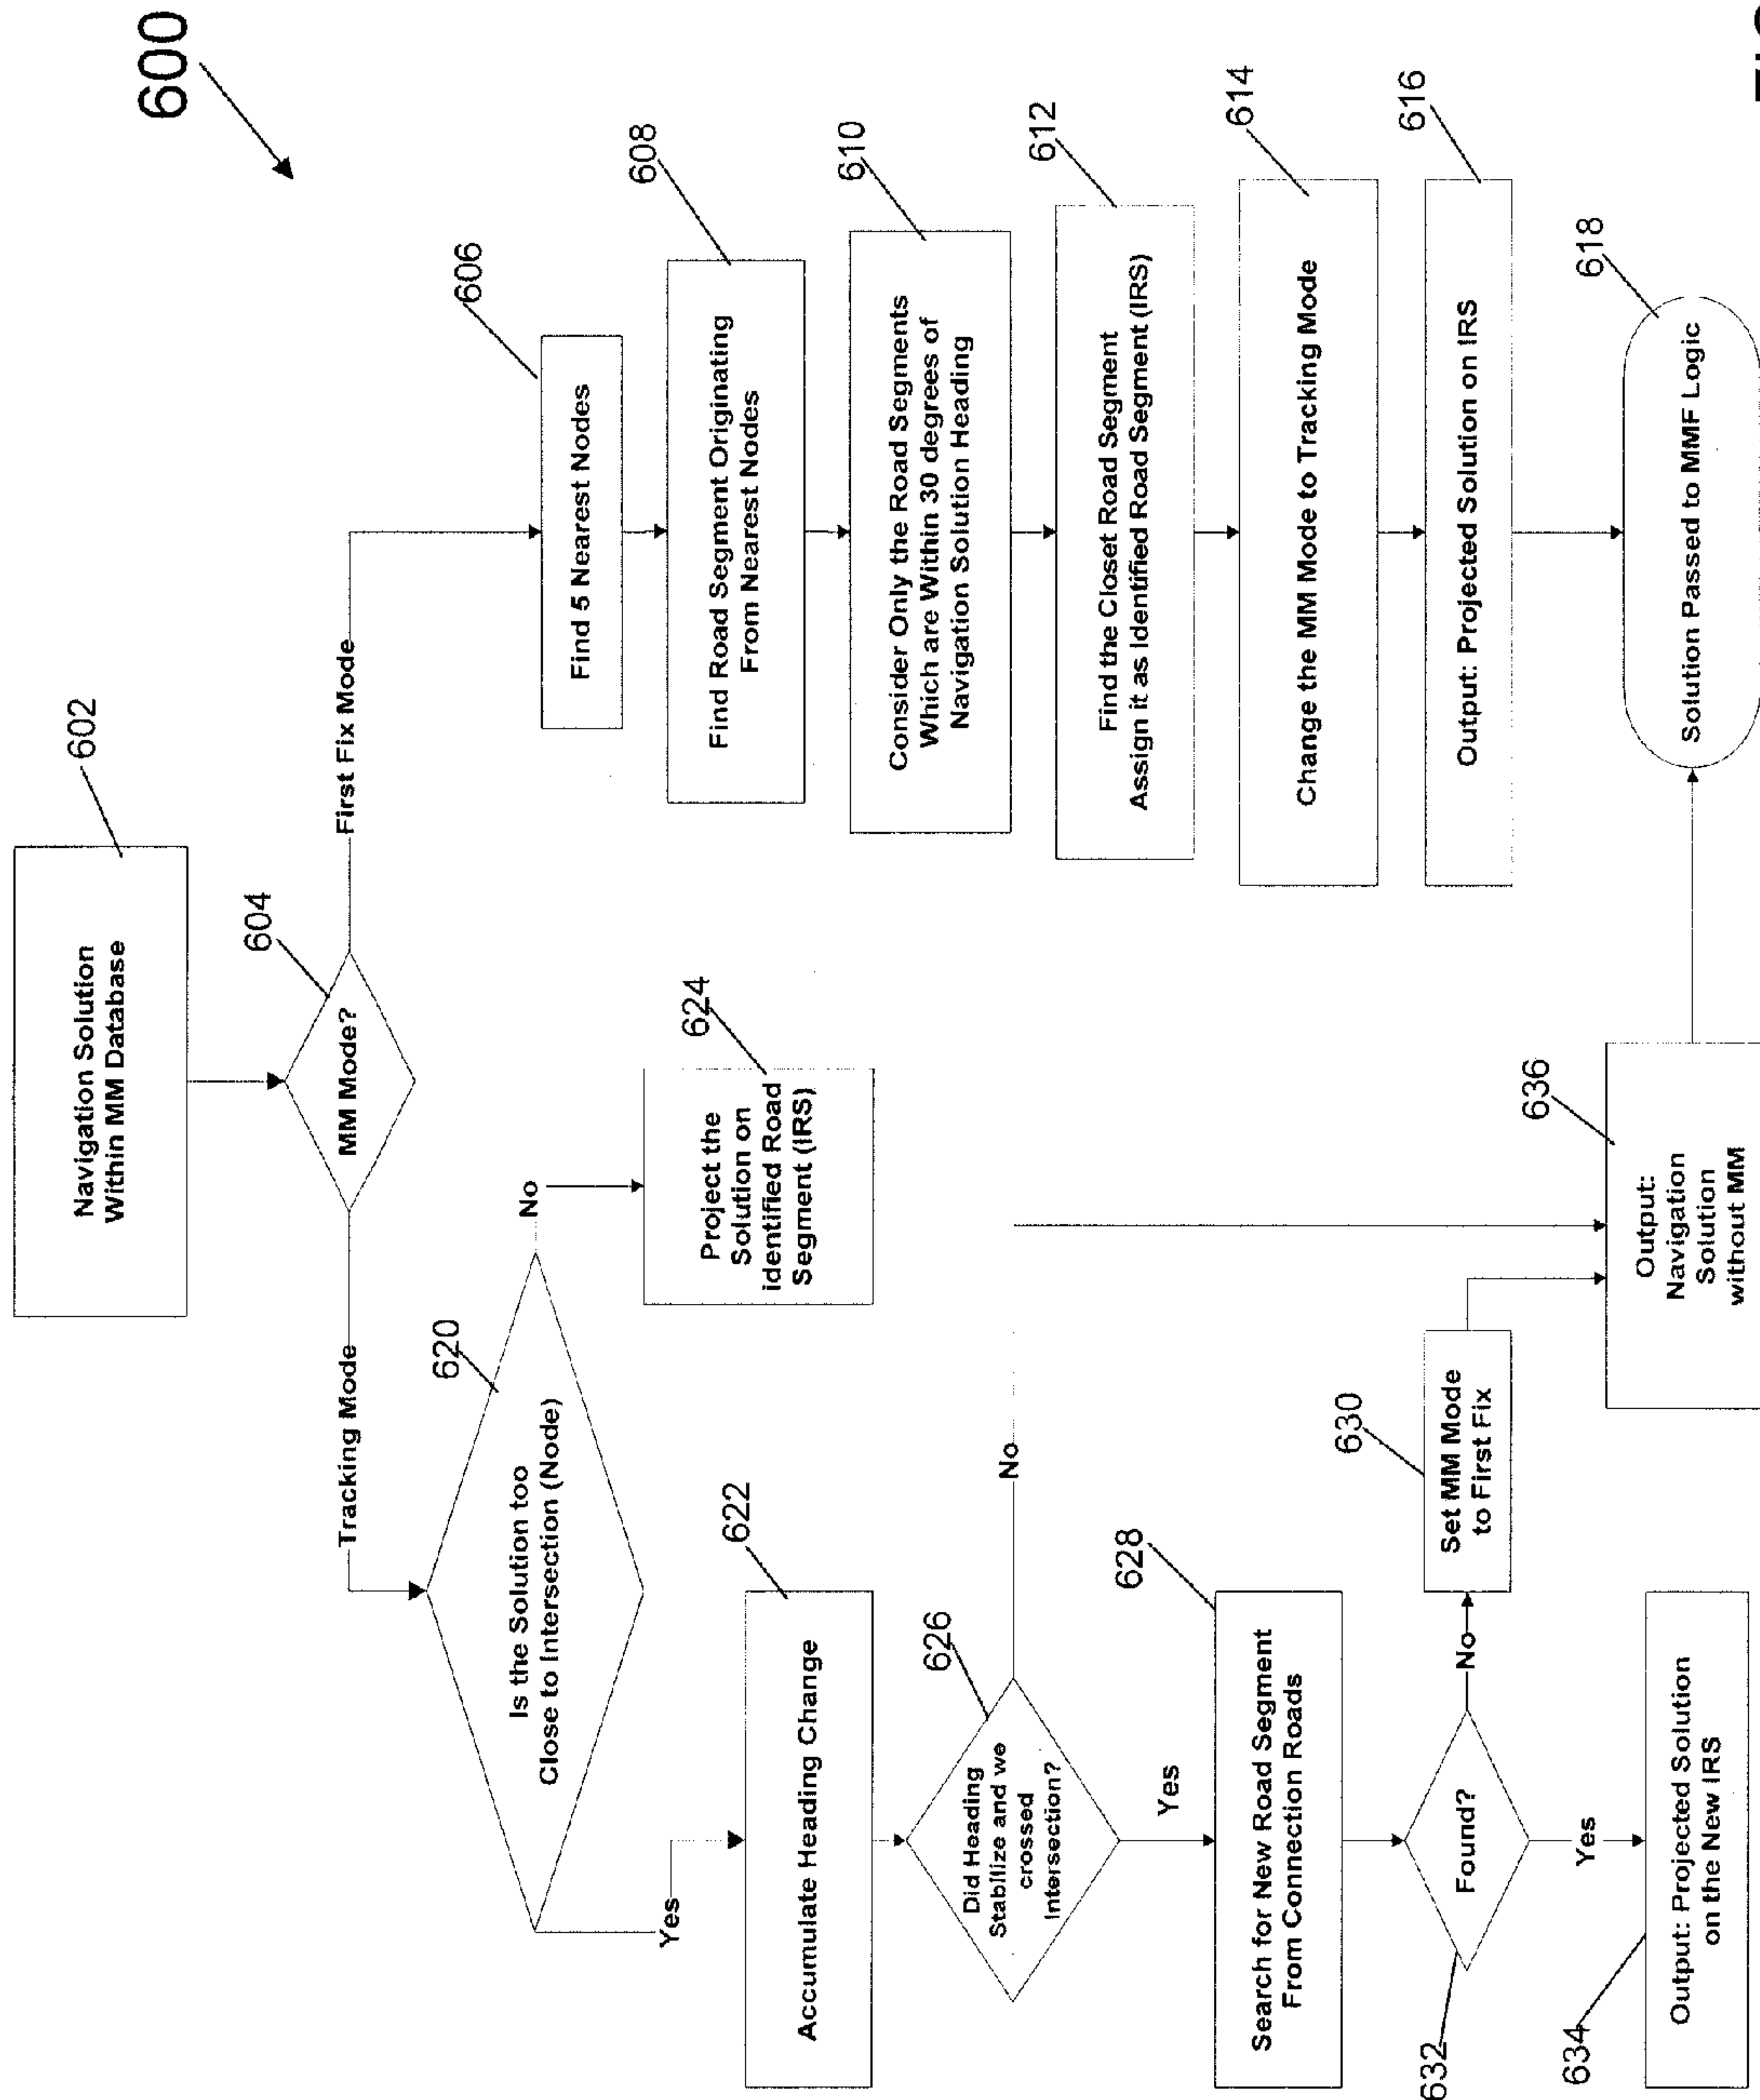 600
Navigation Solution
Within MM Database
602
MM Mode?
604
First Fix Mode
Tracking Mode
Find 5 Nearest Nodes
606
Find Road Segment Originating
From Nearest Nodes
608
Consider Only the Road Segments
Which are Within 30 degrees of
Navigation Solution Heading
610
Find the Closet Road Segment
Assign it as Identified Road Segment (IRS)
612
Change the MM Mode to Tracking Mode
614
Output: Projected Solution on IRS
616
Solution Passed to MMF Logic
618
Is the Solution too
Close to Intersection (Node)
620
No
Project the
Solution on
identified Road
Segment (IRS)
624
Yes
Accumulate Heading Change
622
Did Heading
Stabilize and we
crossed
Intersection?
626
No
Yes
Search for New Road Segment
From Connection Roads
628
Found?
632
No
Set MM Mode
to First Fix
630
Output:
Navigation
Solution
without MM
636
Yes
Output: Projected Solution
on the New IRS
634